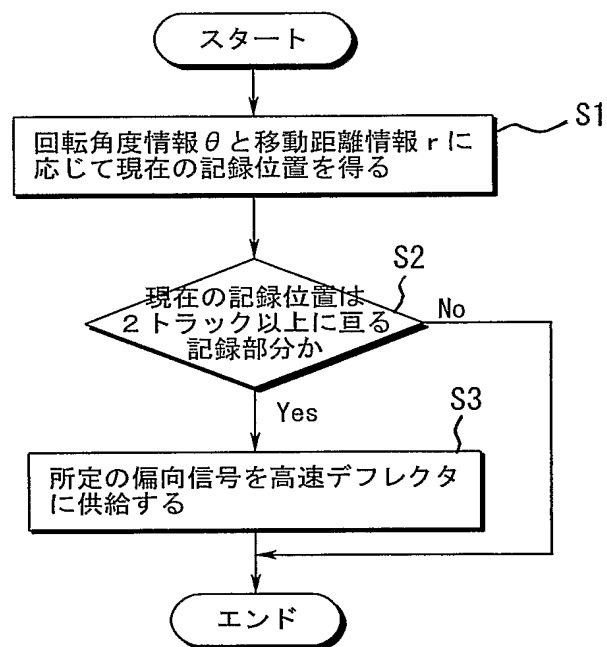 スタート
S1
回転角度情報θと移動距離情報rに
応じて現在の記録位置を得る
S2
現在の記録位置は
2トラック以上に亘る
記録部分か
No
Yes
S3
所定の偏向信号を高速デフレクタ
に供給する
エンド